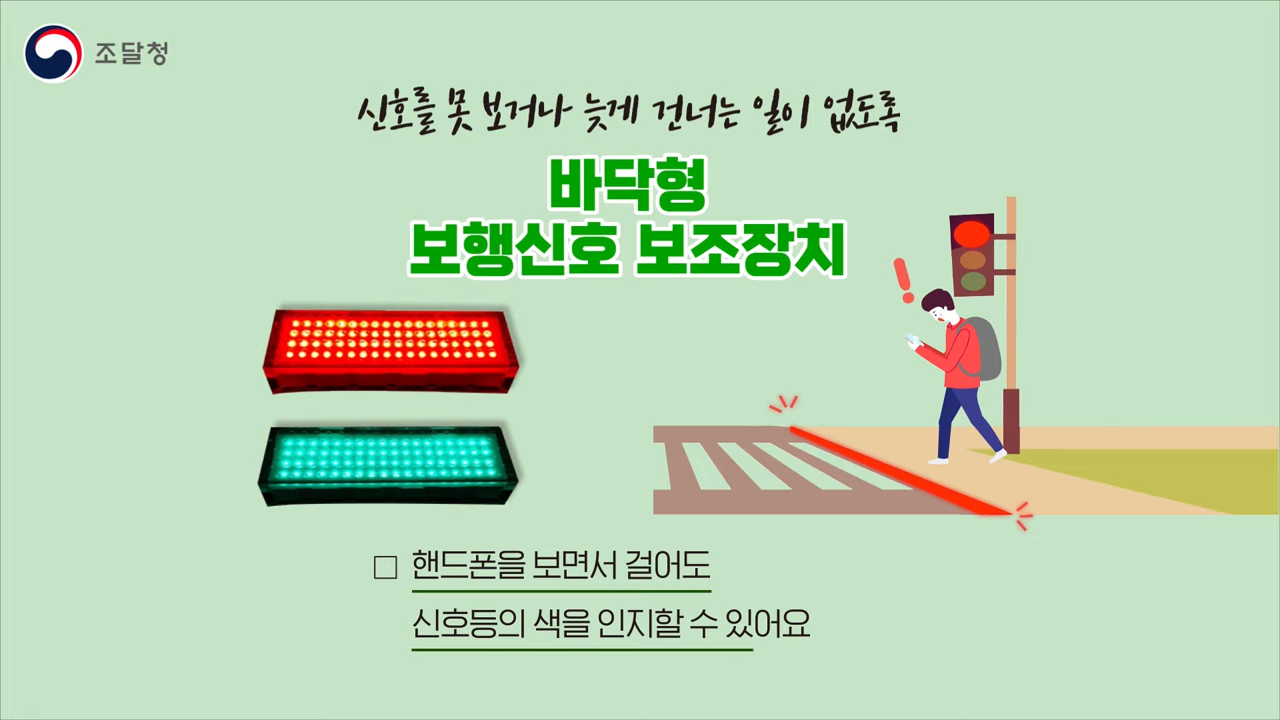 조달청
신호를 못 보거나 늦게 건너는 일이 없도록
바닥형
보행신호 보조장치
□ 핸드폰을 보면서 걸어도
신호등의 색을 인지할 수 있어요